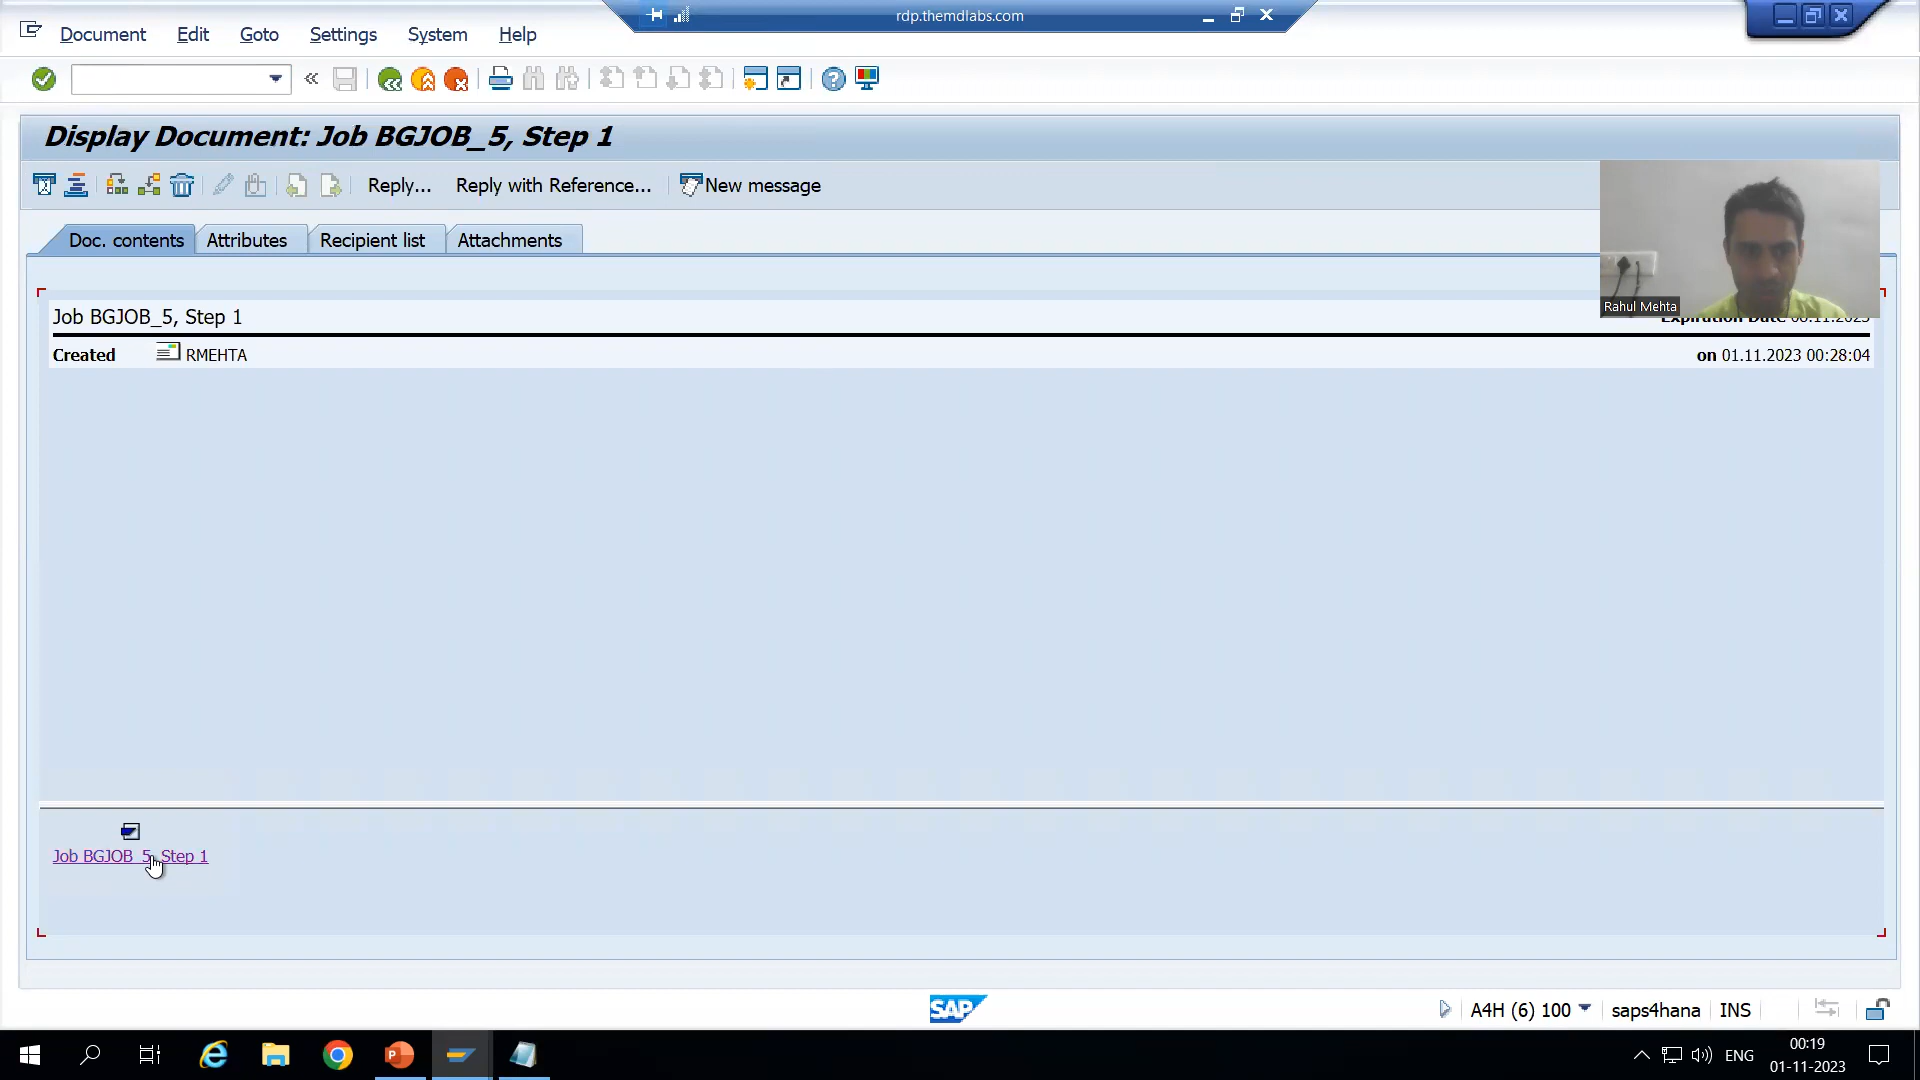 rdp.themdlabs.com
Document Edit Goto Settings System Help
Display Document: Job BGJOB_5, Step 1
Reply... Reply with Reference... New message
Doc. contents Attributes Recipient list Attachments
Rahul Mehta
Job BGJOB_5, Step 1
Created RMEHTA on 01.11.2023 00:28:04
Job BGJOB_5, Step 1
SAP
A4H (6) 100 saps4hana INS
ENG
00:19
01-11-2023